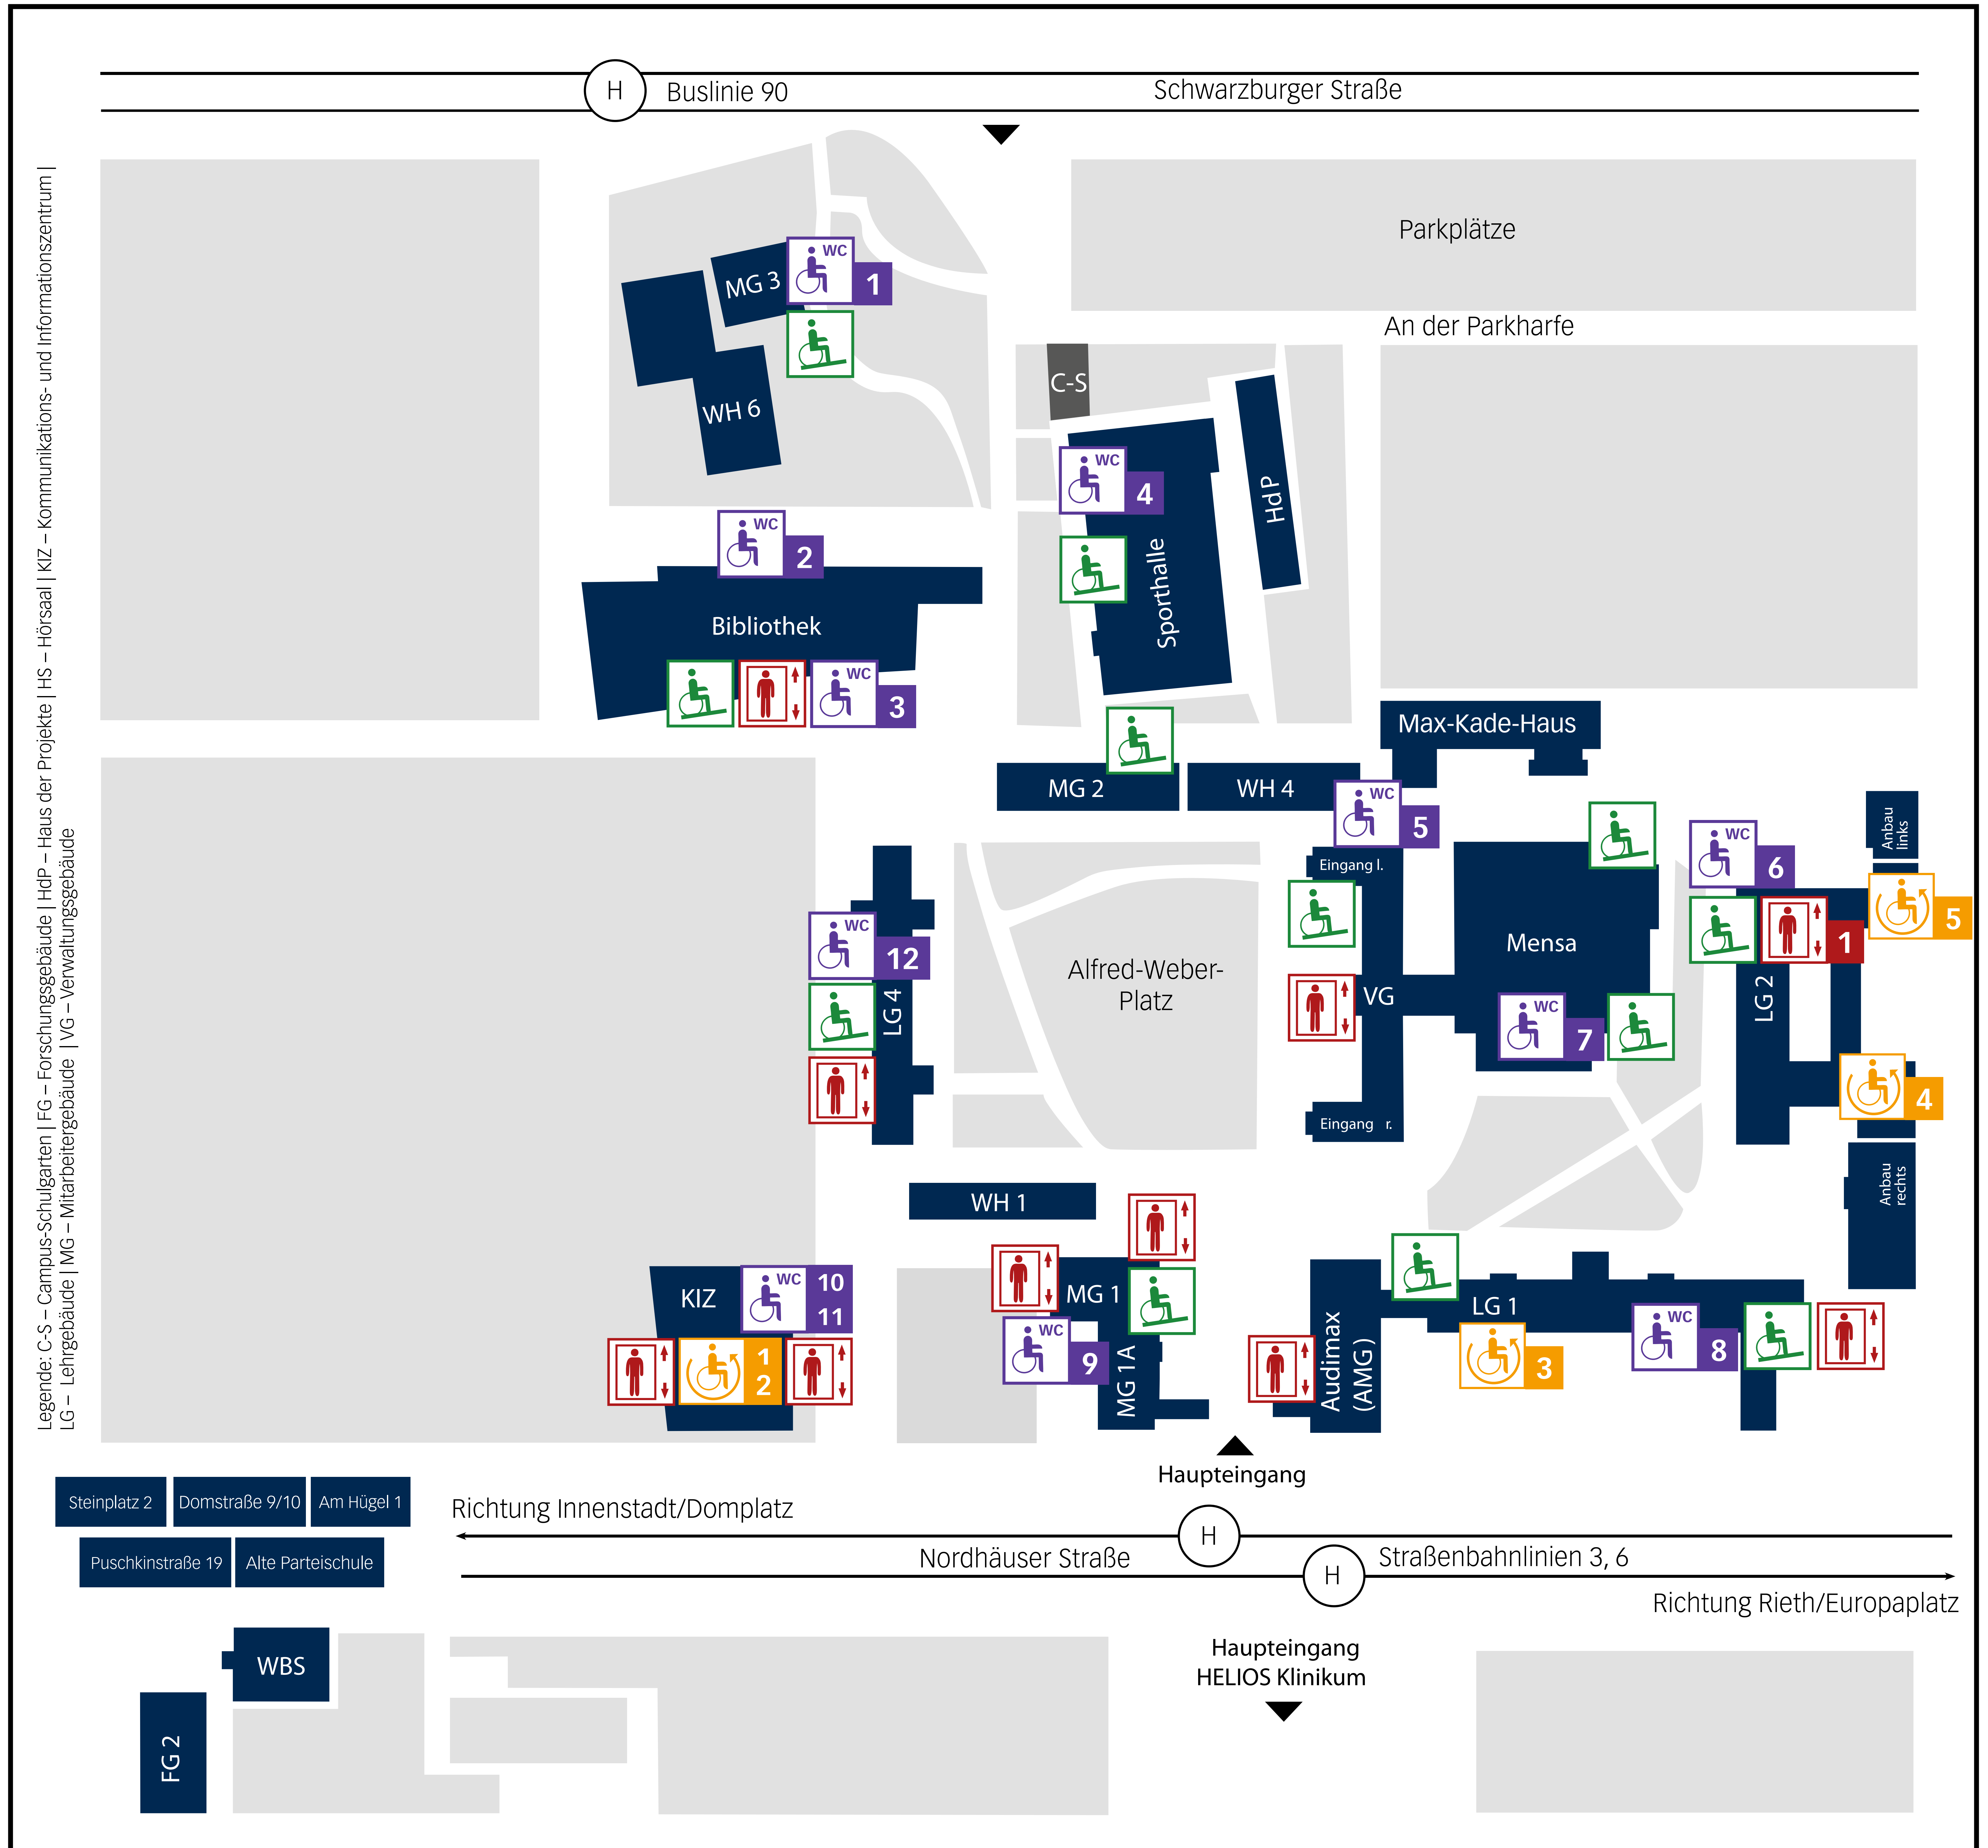 H
Buslinie 90
Schwarzburger Straße
Legende: C-S – Campus-Schulgarten | FG – Forschungsgebäude | HdP – Haus der Projekte | HS – Hörsaal | KIZ – Kommunikations- und Informationszentrum |
LG – Lehrgebäude | MG – Mitarbeitergebäude | VG – Verwaltungsgebäude
Parkplätze
An der Parkharfe
MG 3
WC
1
WH 6
C-S
WC
4
HdP
Sporthalle
WC
2
Bibliothek
WC
3
Max-Kade-Haus
MG 2
WH 4
WC
5
Eingang l.
Anbau
links
WC
6
1
5
Mensa
VG
WC
7
LG 2
4
Eingang r.
Anbau
rechts
WC
12
LG 4
Alfred-Weber-
Platz
WH 1
KIZ
WC
10
11
1
2
MG 1
WC
9
MG 1A
Audimax
(AMG)
LG 1
3
WC
8
Haupteingang
Steinplatz 2
Domstraße 9/10
Am Hügel 1
Puschkinstraße 19
Alte Parteischule
Richtung Innenstadt/Domplatz
H
Nordhäuser Straße
H
Straßenbahnlinien 3, 6
Richtung Rieth/Europaplatz
Haupteingang
HELIOS Klinikum
WBS
FG 2